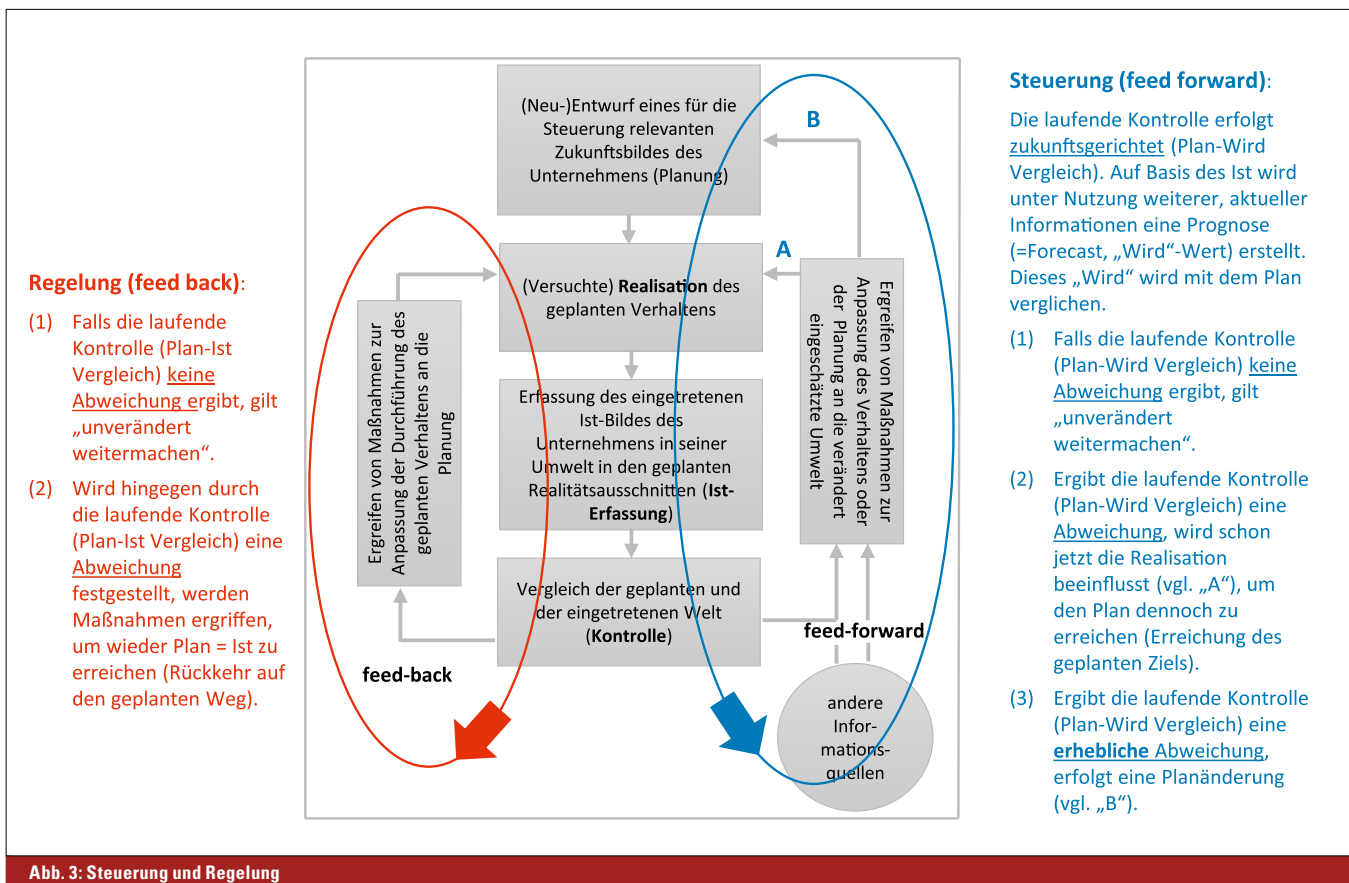 Regelung (feed back):
(1) Falls die laufende
Kontrolle (Plan-Ist
Vergleich) keine
Abweichung ergibt, gilt
„unverändert
weitermachen“.
(2) Wird hingegen durch
die laufende Kontrolle
(Plan-Ist Vergleich) eine
Abweichung
festgestellt, werden
Maßnahmen ergriffen,
um wieder Plan = Ist zu
erreichen (Rückkehr auf
den geplanten Weg).
(Neu-)Entwurf eines für die
Steuerung relevanten
Zukunftsbildes des
Unternehmens (Planung)
(Versuchte) Realisation des
geplanten Verhaltens
Erfassung des eingetretenen
Ist-Bildes des
Unternehmens in seiner
Umwelt in den geplanten
Realitätsausschnitten (Ist-
Erfassung)
Vergleich der geplanten und
der eingetretenen Welt
(Kontrolle)
Ergreifen von Maßnahmen zur
Anpassung der Durchführung des
geplanten Verhaltens an die
Planung
feed-back
B
A
Ergreifen von Maßnahmen zur
Anpassung des Verhaltens oder
der Planung an die verändert
eingeschätzte Umwelt
feed-forward
andere
Infor-
mations-
quellen
Steuerung (feed forward):
Die laufende Kontrolle erfolgt
zukunftsgerichtet (Plan-Wird
Vergleich). Auf Basis des Ist wird
unter Nutzung weiterer, aktueller
Informationen eine Prognose
(=Forecast, „Wird“-Wert) erstellt.
Dieses „Wird“ wird mit dem Plan
verglichen.
(1) Falls die laufende Kontrolle
(Plan-Wird Vergleich) keine
Abweichung ergibt, gilt
„unverändert
weitermachen“.
(2) Ergibt die laufende Kontrolle
(Plan-Wird Vergleich) eine
Abweichung, wird schon
jetzt die Realisation
beeinflusst (vgl. „A“), um
den Plan dennoch zu
erreichen (Erreichung des
geplanten Ziels).
(3) Ergibt die laufende Kontrolle
(Plan-Wird Vergleich) eine
erhebliche Abweichung,
erfolgt eine Planänderung
(vgl. „B“).
Abb. 3: Steuerung und Regelung